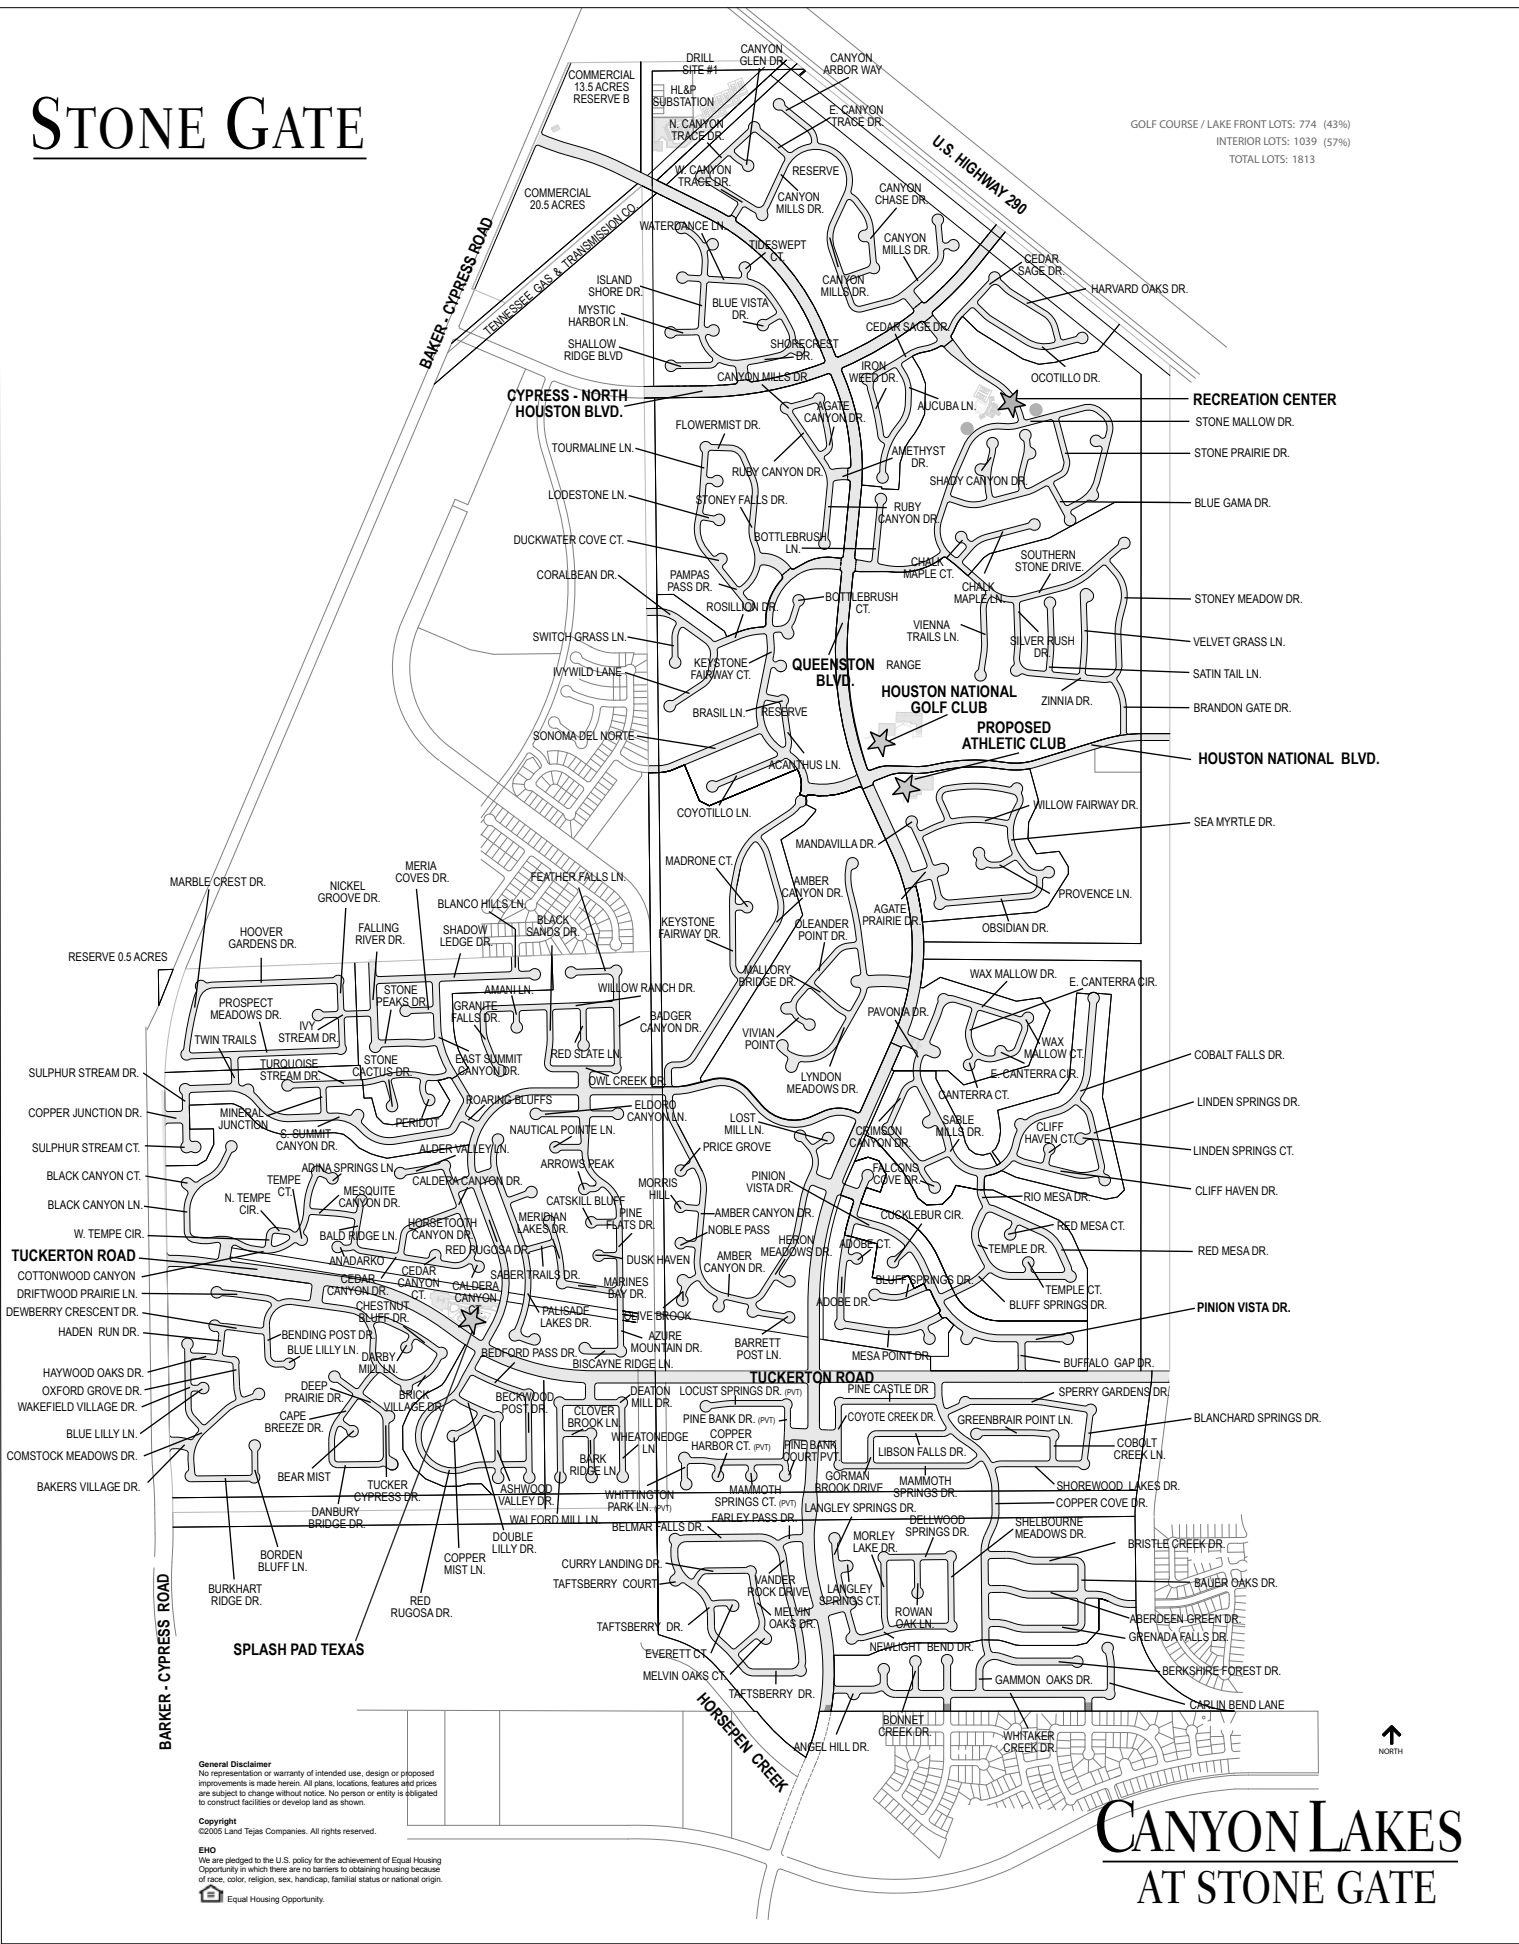 STONE GATE
GOLF COURSE / LAKE FRONT LOTS: 774 (43%)
INTERIOR LOTS: 1039 (57%)
TOTAL LOTS: 1813
DRILL
SITE #1
CANYON
GLEN DR.
CANYON
ARBOR WAY
COMMERCIAL
13.5 ACRES
RESERVE B
HL&P
SUBSTATION
N. CANYON
TRACE DR.
E. CANYON
TRACE DR.
U.S. HIGHWAY 290
W. CANYON
TRACE DR.
RESERVE
COMMERCIAL
20.5 ACRES
CANYON
MILLS DR.
CANYON
CHASE DR.
BAKER - CYPRESS ROAD
TENNESSEE GAS & TRANSMISSION CO.
WATERDANCE LN.
TIDESWEPT
CT.
CANYON
MILLS DR.
CEDAR
SAGE DR.
ISLAND
SHORE DR.
CANYON
MILLS DR.
HARVARD OAKS DR.
BLUE VISTA
DR.
MYSTIC
HARBOR LN.
CEDAR SAGE DR.
SHALLOW
RIDGE BLVD
SHORECREST
DR.
CANYON MILLS DR.
IRON
WEED DR.
OCOTILLO DR.
CYPRESS - NORTH
HOUSTON BLVD.
AGATE
CANYON DR.
AUCUBA LN.
RECREATION CENTER
STONE MALLOW DR.
FLOWERMIST DR.
TOURMALINE LN.
AMETHYST
DR.
STONE PRAIRIE DR.
RUBY CANYON DR.
SHADY CANYON DR.
LODESTONE LN.
STONEY FALLS DR.
RUBY
CANYON DR.
BLUE GAMA DR.
DUCKWATER COVE CT.
BOTTLEBRUSH
LN.
CHALK
MAPLE CT.
SOUTHERN
STONE DRIVE.
CORALBEAN DR.
PAMPAS
PASS DR.
CHALK
MAPLE LN.
ROSILLION DR.
BOTTLEBRUSH
CT.
STONEY MEADOW DR.
SWITCH GRASS LN.
VIENNA
TRAILS LN.
SILVER RUSH
DR.
VELVET GRASS LN.
IVYWILD LANE
KEYSTONE
FAIRWAY CT.
QUEENSTON
BLVD.
RANGE
SATIN TAIL LN.
HOUSTON NATIONAL
GOLF CLUB
ZINNIA DR.
BRANDON GATE DR.
BRASIL LN.
RESERVE
PROPOSED
ATHLETIC CLUB
SONOMA DEL NORTE
ACANTHUS LN.
HOUSTON NATIONAL BLVD.
COYOTILLO LN.
WILLOW FAIRWAY DR.
SEA MYRTLE DR.
MANDAVILLA DR.
MADRONE CT.
MERIA
COVES DR.
FEATHER FALLS LN.
MARBLE CREST DR.
NICKEL
GROOVE DR.
AMBER
CANYON DR.
PROVENCE LN.
BLANCO HILLS LN.
AGATE
PRAIRIE DR.
BLACK
SANDS DR.
KEYSTONE
FAIRWAY DR.
OLEANDER
POINT DR.
OBSIDIAN DR.
HOOVER
GARDENS DR.
FALLING
RIVER DR.
SHADOW
LEDGE DR.
RESERVE 0.5 ACRES
MALLORY
BRIDGE DR.
WAX MALLOW DR.
E. CANTERRA CIR.
STONE
PEAKS DR.
AMANI LN.
WILLOW RANCH DR.
PROSPECT
MEADOWS DR.
GRANITE
FALLS DR.
BADGER
CANYON DR.
PAVONIA DR.
TWIN TRAILS
IVY
STREAM DR.
VIVIAN
POINT
WAX
MALLOW CT.
TURQUOISE
STREAM DR.
STONE
CACTUS DR.
EAST SUMMIT
CANYON DR.
RED SLATE LN.
COBALT FALLS DR.
SULPHUR STREAM DR.
OWL CREEK DR.
LYNDON
MEADOWS DR.
E. CANTERRA CIR.
CANTERRA CT.
COPPER JUNCTION DR.
MINERAL
JUNCTION
PERIDOT
ROARING BLUFFS
ELDORO
CANYON LN.
LOST
MILL LN.
LINDEN SPRINGS DR.
NAUTICAL POINTE LN.
CRIMSON
CANYON DR.
SABLE
MILLS DR.
CLIFF
HAVEN CT.
SULPHUR STREAM CT.
S. SUMMIT
CANYON DR.
ALDER VALLEY LN.
PRICE GROVE
LINDEN SPRINGS CT.
ADINA SPRINGS LN.
ARROWS PEAK
FALCONS
COVE DR.
BLACK CANYON CT.
TEMPE
CT.
CALDERA CANYON DR.
MORRIS
HILL
PINION
VISTA DR.
CLIFF HAVEN DR.
N. TEMPE
CIR.
MESQUITE
CANYON DR.
CATSKILL BLUFF
RIO MESA DR.
BLACK CANYON LN.
PINE
FLATS DR.
AMBER CANYON DR.
CUCKLEBUR CIR.
RED MESA CT.
W. TEMPE CIR.
BALD RIDGE LN.
HORSETOOTH
CANYON DR.
MERIDIAN
LAKES DR.
NOBLE PASS
HERON
MEADOWS DR.
ADOBE CT.
TEMPLE DR.
RED MESA DR.
TUCKERTON ROAD
ANADARKO
RED RUGOSA DR.
DUSK HAVEN
AMBER
CANYON DR.
COTTONWOOD CANYON
CEDAR
CANYON DR.
CEDAR
CANYON
CT.
SABER TRAILS DR.
BLUFF SPRINGS DR.
TEMPLE CT.
DRIFTWOOD PRAIRIE LN.
CALDERA
CANYON
CT.
MARINES
BAY DR.
ADOBE DR.
BLUFF SPRINGS DR.
DEWBERRY CRESCENT DR.
CHESTNUT
BLUFF DR.
PALISADE
LAKES DR.
OLIVE BROOK
PINION VISTA DR.
HADEN RUN DR.
BENDING POST DR.
BLUE LILLY LN.
AZURE
MOUNTAIN DR.
BARRETT
POST LN.
MESA POINT DR.
DARBY
MILL LN.
BEDFORD PASS DR.
BISCAYNE RIDGE LN.
BUFFALO GAP DR.
HAYWOOD OAKS DR.
TUCKERTON ROAD
OXFORD GROVE DR.
DEEP
PRAIRIE DR.
BRICK
VILLAGE DR.
BECKWOOD
POST DR.
DEATON
MILL DR.
LOCUST SPRINGS DR. (PVT)
PINE CASTLE DR
SPERRY GARDENS DR.
WAKEFIELD VILLAGE DR.
CAPE
BREEZE DR.
CLOVER
BROOK LN.
PINE BANK DR. (PVT)
COYOTE CREEK DR.
GREENBRAIR POINT LN.
BLANCHARD SPRINGS DR.
BLUE LILLY LN.
WHEATONEDGE
LN
COPPER
HARBOR CT. (PVT)
PINE BANK
COURT PVT.
LIBSON FALLS DR.
COBOLT
CREEK LN.
COMSTOCK MEADOWS DR.
BARK
RIDGE LN.
BEAR MIST
TUCKER
CYPRESS DR.
ASHWOOD
VALLEY DR.
WHITTINGTON
PARK LN. (PVT)
MAMMOTH
SPRINGS CT. (PVT)
GORMAN
BROOK DRIVE
MAMMOTH
SPRINGS DR.
SHOREWOOD LAKES DR.
BAKERS VILLAGE DR.
COPPER COVE DR.
DANBURY
BRIDGE DR.
WALFORD MILL LN.
BELMAR FALLS DR.
FARLEY PASS DR.
LANGLEY SPRINGS DR.
DELLWOOD
SPRINGS DR.
SHELBOURNE
MEADOWS DR.
DOUBLE
LILLY DR.
MORLEY
LAKE DR.
BRISTLE CREEK DR.
BORDEN
BLUFF LN.
COPPER
MIST LN.
CURRY LANDING DR.
BURKHART
RIDGE DR.
TAFTSBERRY COURT
VANDER
ROCK DRIVE
LANGLEY
SPRINGS CT.
BAUER OAKS DR.
RED
RUGOSA DR.
MELVIN
OAKS DR.
ROWAN
OAK LN.
ABERDEEN GREEN DR.
TAFTSBERRY DR.
GRENADA FALLS DR.
SPLASH PAD TEXAS
EVERETT CT.
NEWLIGHT BEND DR.
BARKER - CYPRESS ROAD
MELVIN OAKS CT.
GAMMON OAKS DR.
BERKSHIRE FOREST DR.
TAFTSBERRY DR.
CARLIN BEND LANE
HORSEPEN CREEK
BONNET
CREEK DR.
WHITAKER
CREEK DR.
ANGEL HILL DR.
NORTH
General Disclaimer
No representation or warranty of intended use, design or proposed
improvements is made herein. All plans, locations, features and prices
are subject to change without notice. No person or entity is obligated
to construct facilities or develop land as shown.
Copyright
©2005 Land Tejas Companies. All rights reserved.
EHO
We are pledged to the U.S. policy for the achievement of Equal Housing
Opportunity in which there are no barriers to obtaining housing because
of race, color, religion, sex, handicap, familial status or national origin.
Equal Housing Opportunity.
CANYON LAKES
AT STONE GATE